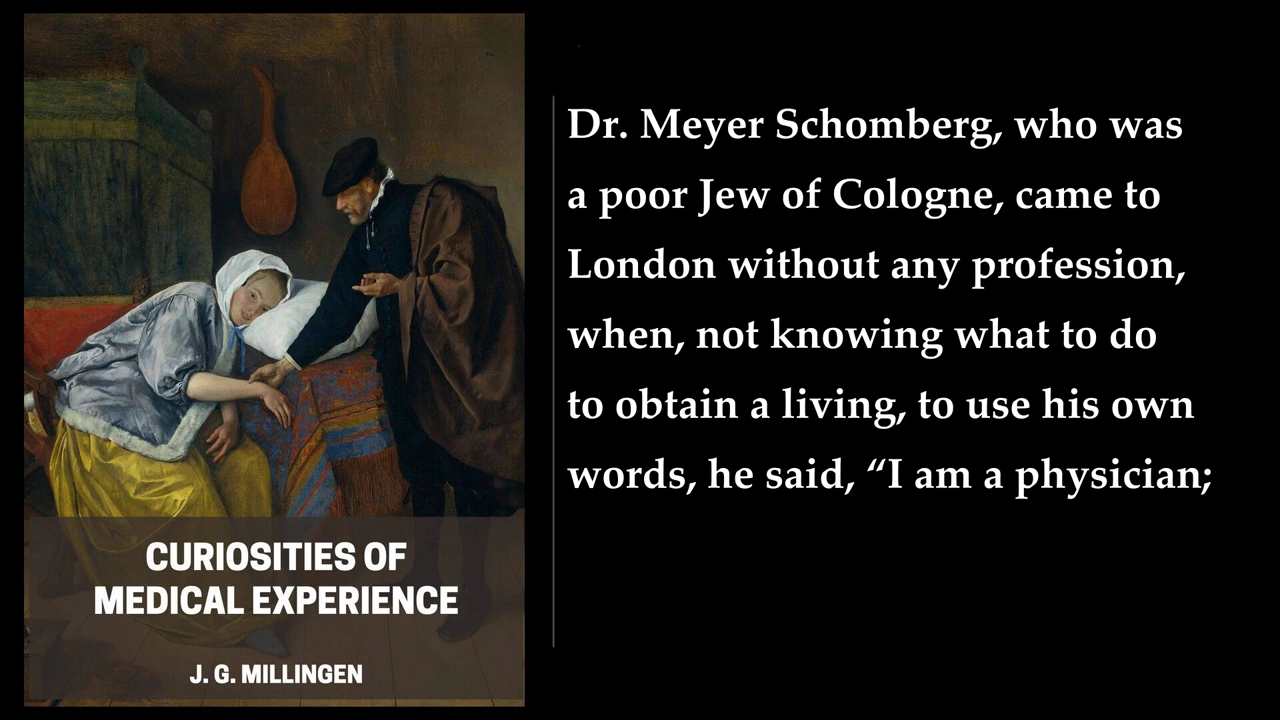 CURIOSITIES OF
MEDICAL EXPERIENCE
J. G. MILLINGEN
Dr. Meyer Schomberg, who was
a poor Jew of Cologne, came to
London without any profession,
when, not knowing what to do
to obtain a living, to use his own
words, he said, “I am a physician;